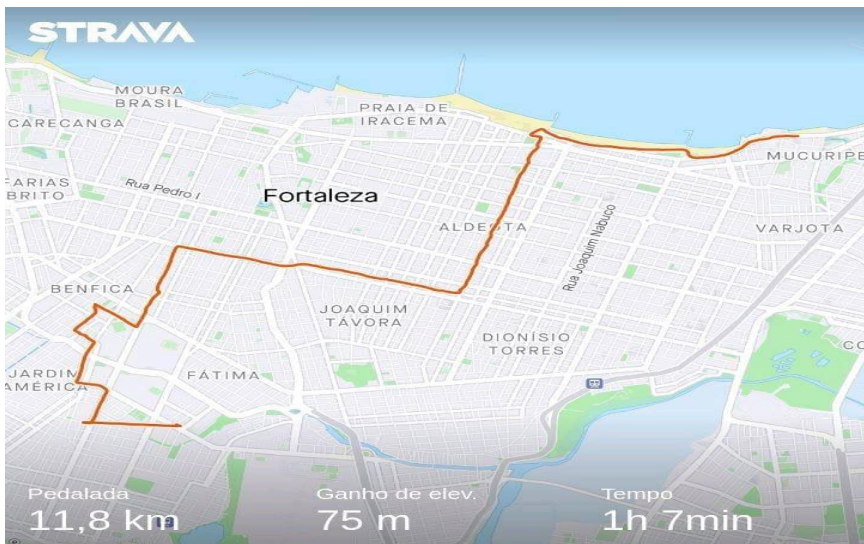 STRAVA
MOURA
BRASIL
PRAIA DE
IRACEMA
CARECANGA
MUCURIPE
FARIAS
BRITO
Rua Pedro I
Fortaleza
ALDEOTA
Rua Joaquim Nabuco
VARJOTA
BENFICA
JOAQUIM
TÁVORA
DIONÍSIO
TORRES
CO
JARDIM
AMÉRICA
FÁTIMA
Pedalada
Ganho de elev.
Tempo
11,8 km
75 m
1h 7min